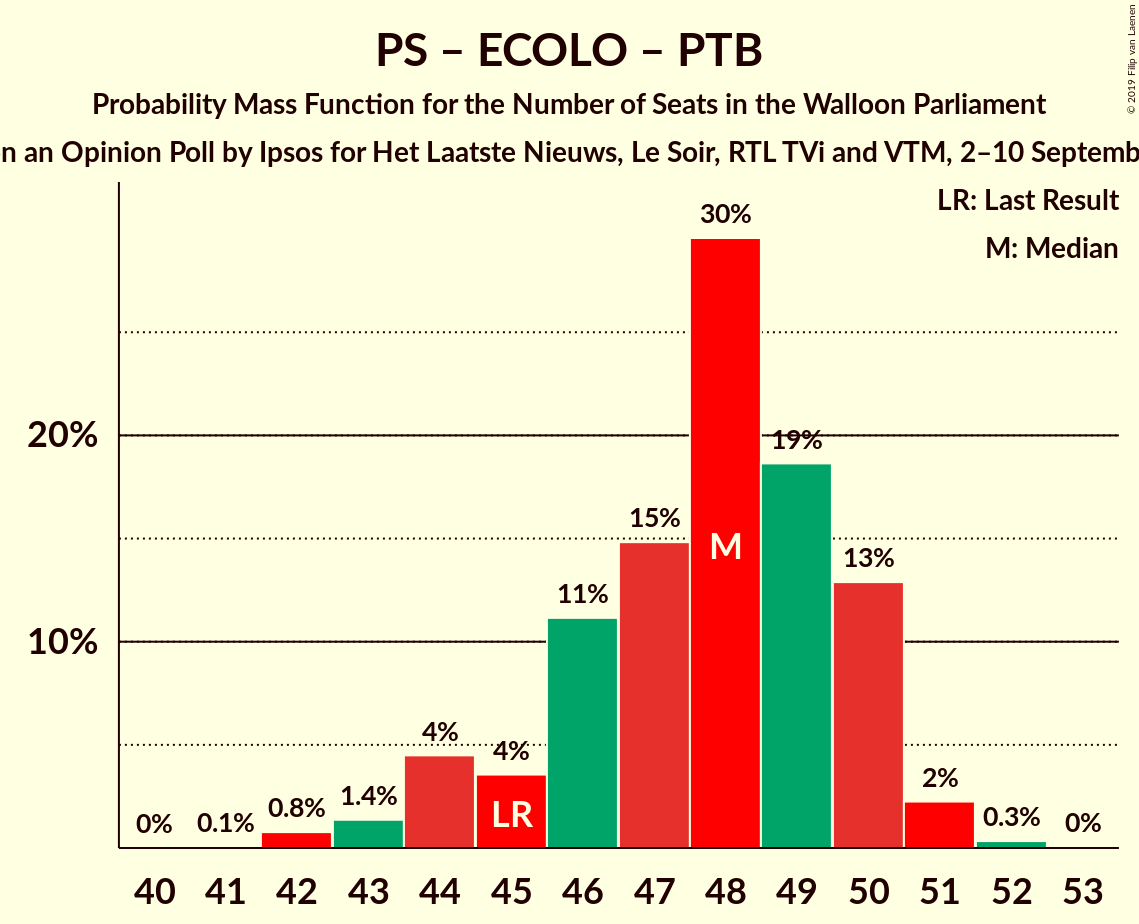 PS – ECOLO – PTB
Probability Mass Function for the Number of Seats in the Walloon Parliament
n an Opinion Poll by Ipsos for Het Laatste Nieuws, Le Soir, RTL TVi and VTM, 2–10 Septemb
© 2019 Filip van Laenen
LR: Last Result
M: Median
30%
20%
19%
15%
M
13%
11%
10%
4%
4%
2%
0%
0.1%
0.8%
1.4%
LR
0.3%
0%
40 41 42 43 44 45 46 47 48 49 50 51 52 53